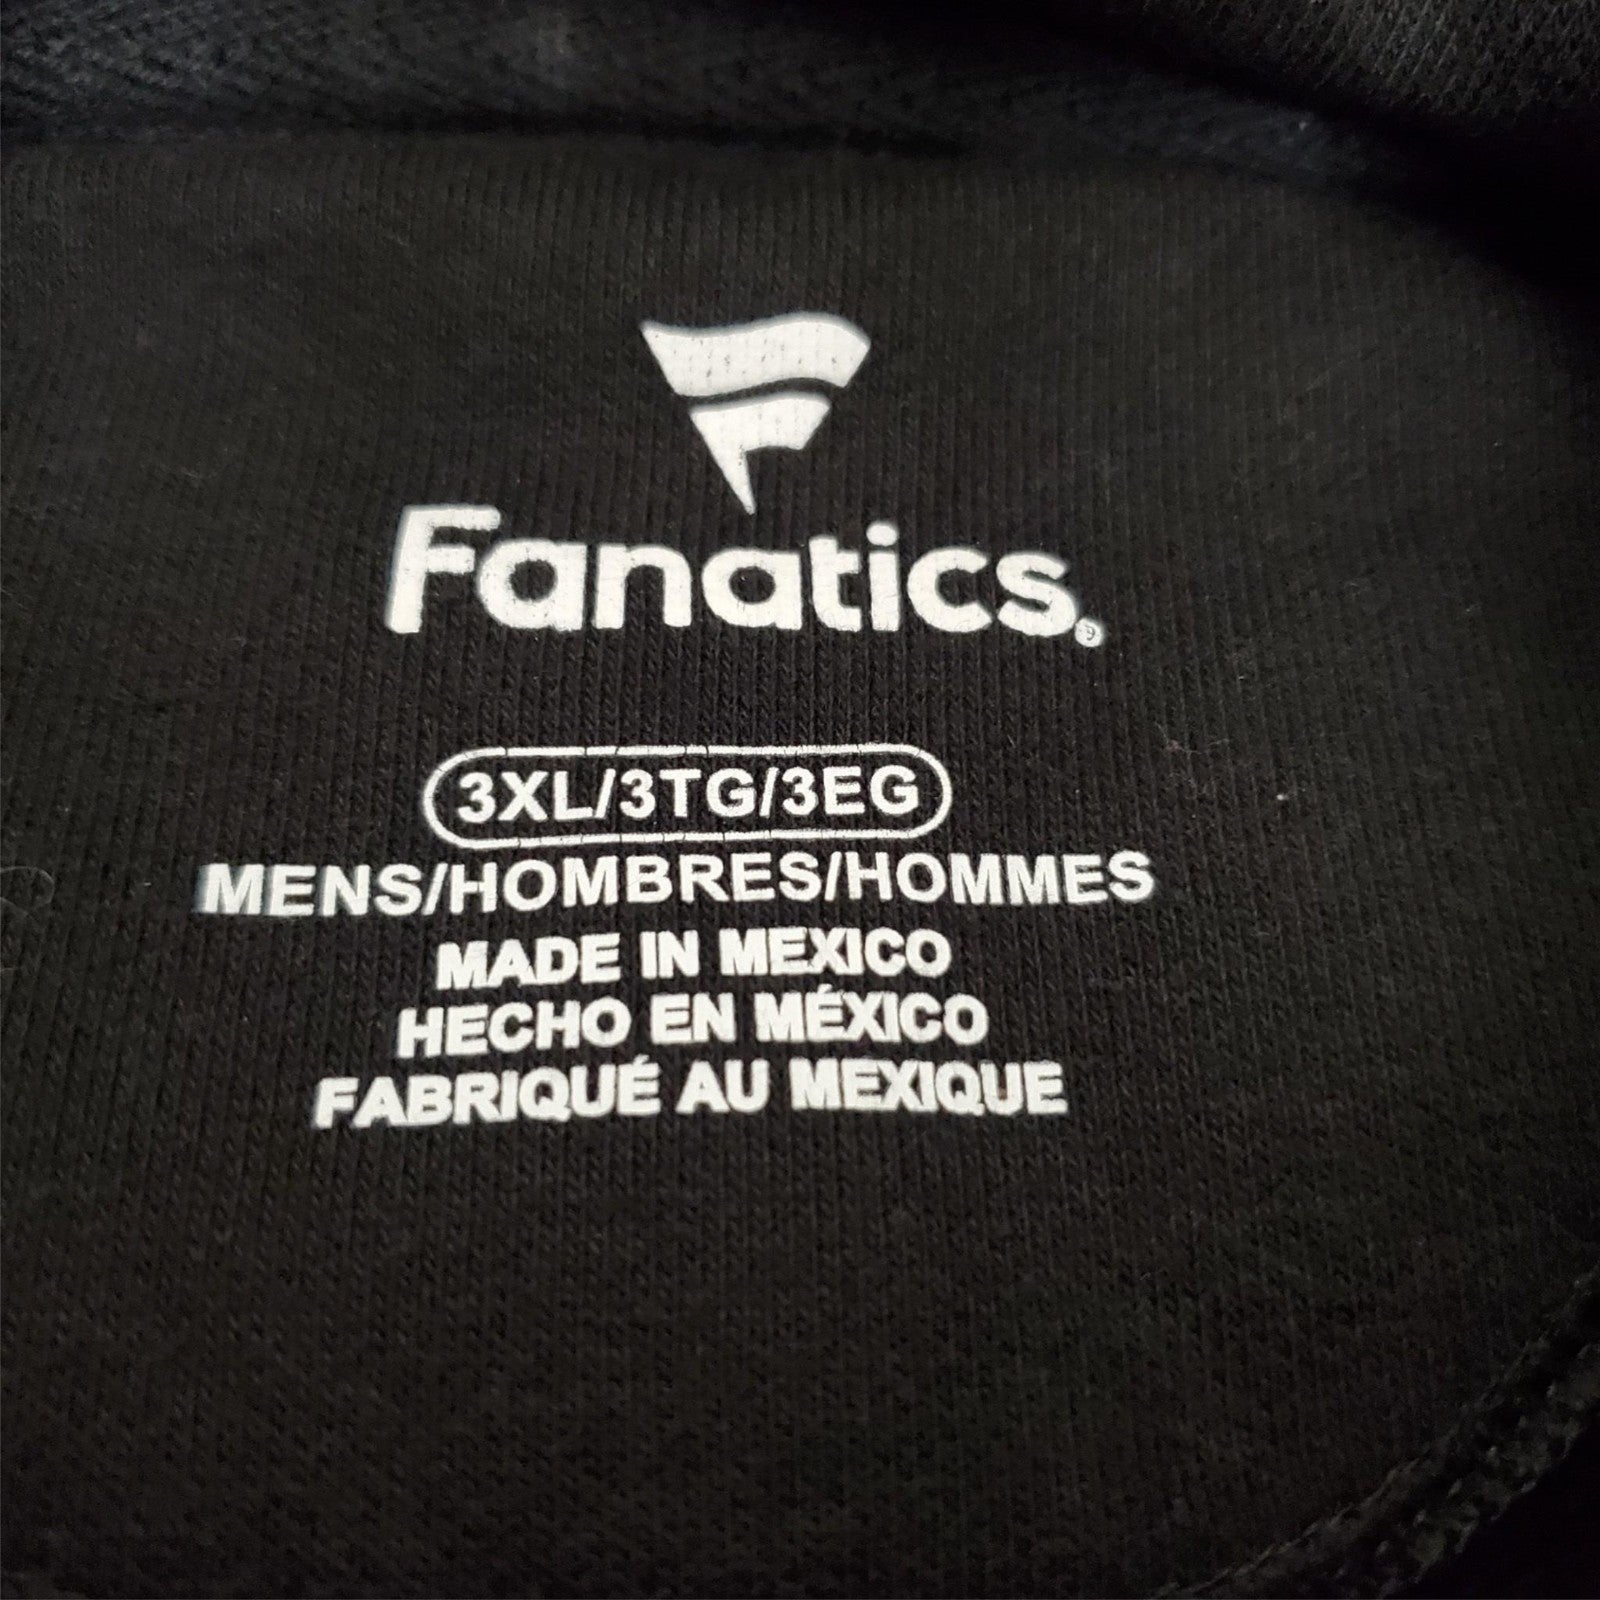 Fanatics®
3XL/3TG/3EG
MENS/HOMBRES/HOMMES
MADE IN MEXICO
HECHO EN MÉXICO
FABRIQUÉ AU MEXIQUE